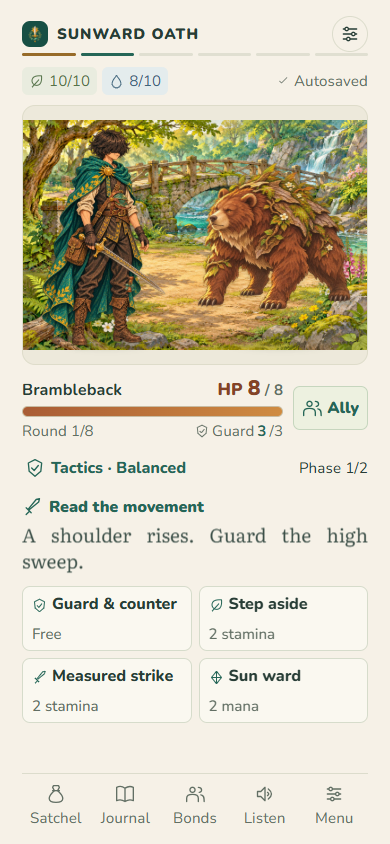 SUNWARD OATH
10/10 8/10 Autosaved
Brambleback HP 8 / 8
Ally
Round 1/8 Guard 3 /3
Tactics · Balanced Phase 1/2
Read the movement
A shoulder rises. Guard the high
sweep.
Guard & counter Step aside
Free 2 stamina
Measured strike Sun ward
2 stamina 2 mana
Satchel Journal Bonds Listen Menu